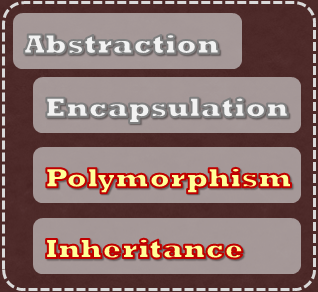 Abstraction
Encapsulation
Polymorphism
Inheritance